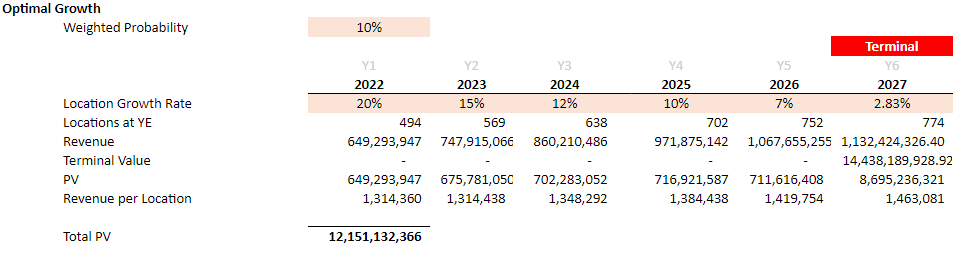 Optimal Growth
Weighted Probability 10%
Terminal
Y1 Y2 Y3 Y4 Y5 Y6
2022 2023 2024 2025 2026 2027
Location Growth Rate 20% 15% 12% 10% 7% 2.83%
Locations at YE 494 569 638 702 752 774
Revenue 649,293,947 747,915,066 860,210,486 971,875,142 1,067,655,255 1,132,424,326.40
Terminal Value - - - - - 14,438,189,928.92
PV 649,293,947 675,781,050 702,283,052 716,921,587 711,616,408 8,695,236,321
Revenue per Location 1,314,360 1,314,438 1,348,292 1,384,438 1,419,754 1,463,081
Total PV 12,151,132,366